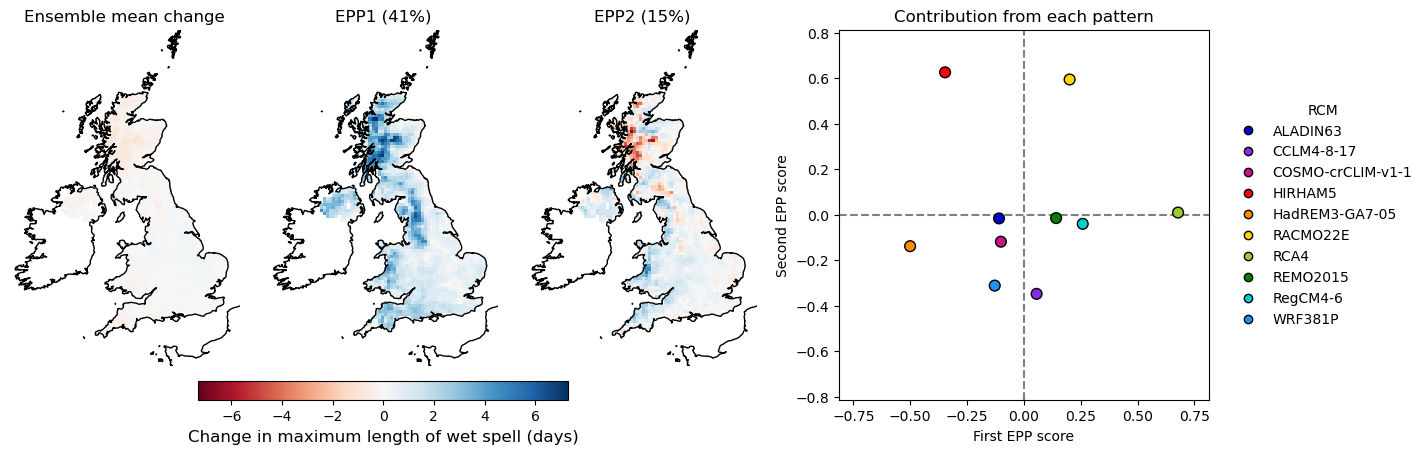 Ensemble mean change
EPP1 (41%)
EPP2 (15%)
−6 −4 −2 0 2 4 6
Change in maximum length of wet spell (days)
Contribution from each pattern
Second EPP score
0.8
0.6
0.4
0.2
0.0
−0.2
−0.4
−0.6
−0.8
−0.75 −0.50 −0.25 0.00 0.25 0.50 0.75
First EPP score
RCM
ALADIN63
CCLM4-8-17
COSMO-crCLIM-v1-1
HIRHAM5
HadREM3-GA7-05
RACMO22E
RCA4
REMO2015
RegCM4-6
WRF381P